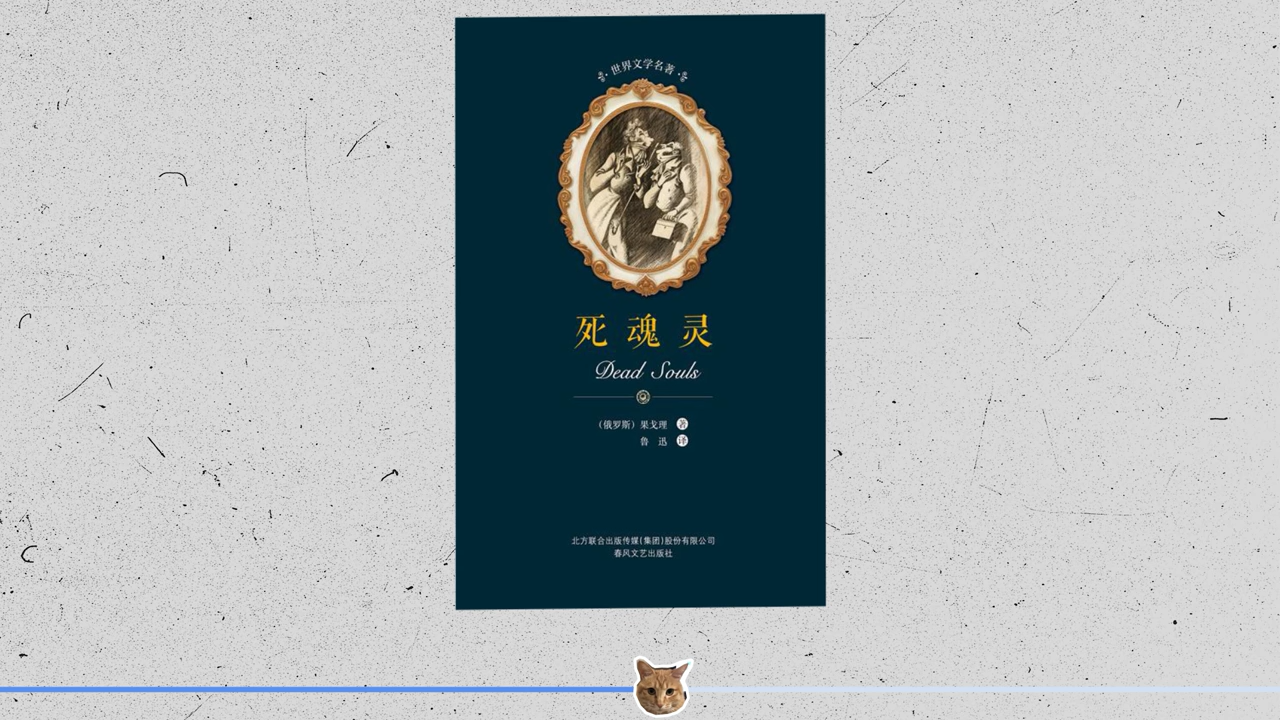 世界文学名著
死魂灵
Dead Souls
（俄罗斯）果戈理 著
鲁迅 译
北方联合出版传媒(集团)股份有限公司
春风文艺出版社